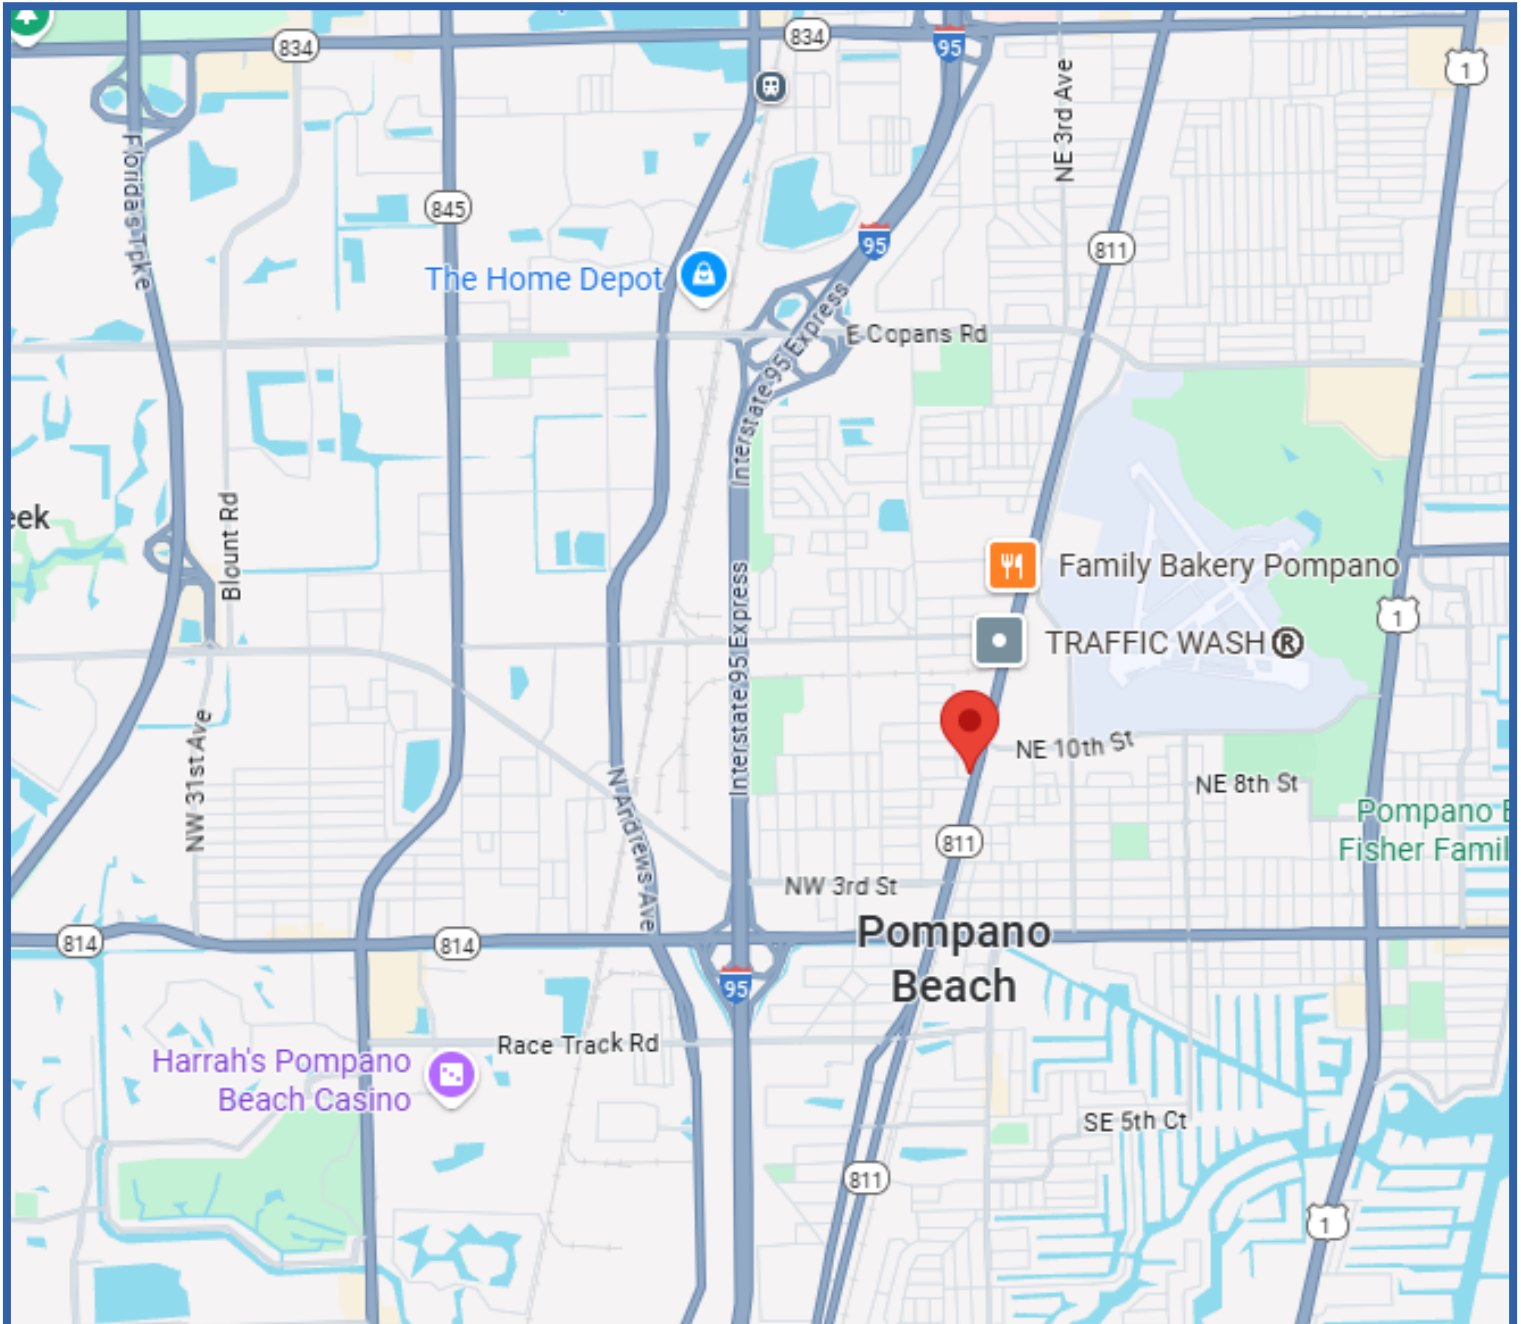 834
834
95
1
NE 3rd Ave
Florida's Tpke
845
811
95
The Home Depot
E Copans Rd
Interstate 95 Express
eek
Blount Rd
Family Bakery Pompano
Interstate 95 Express
1
TRAFFIC WASH®
NW 31st Ave
NE 10th St
NE 8th St
N Andrews Ave
Pompano B
Fisher Famil
811
NW 3rd St
814
814
Pompano
Beach
95
Race Track Rd
Harrah's Pompano
Beach Casino
SE 5th Ct
811
1